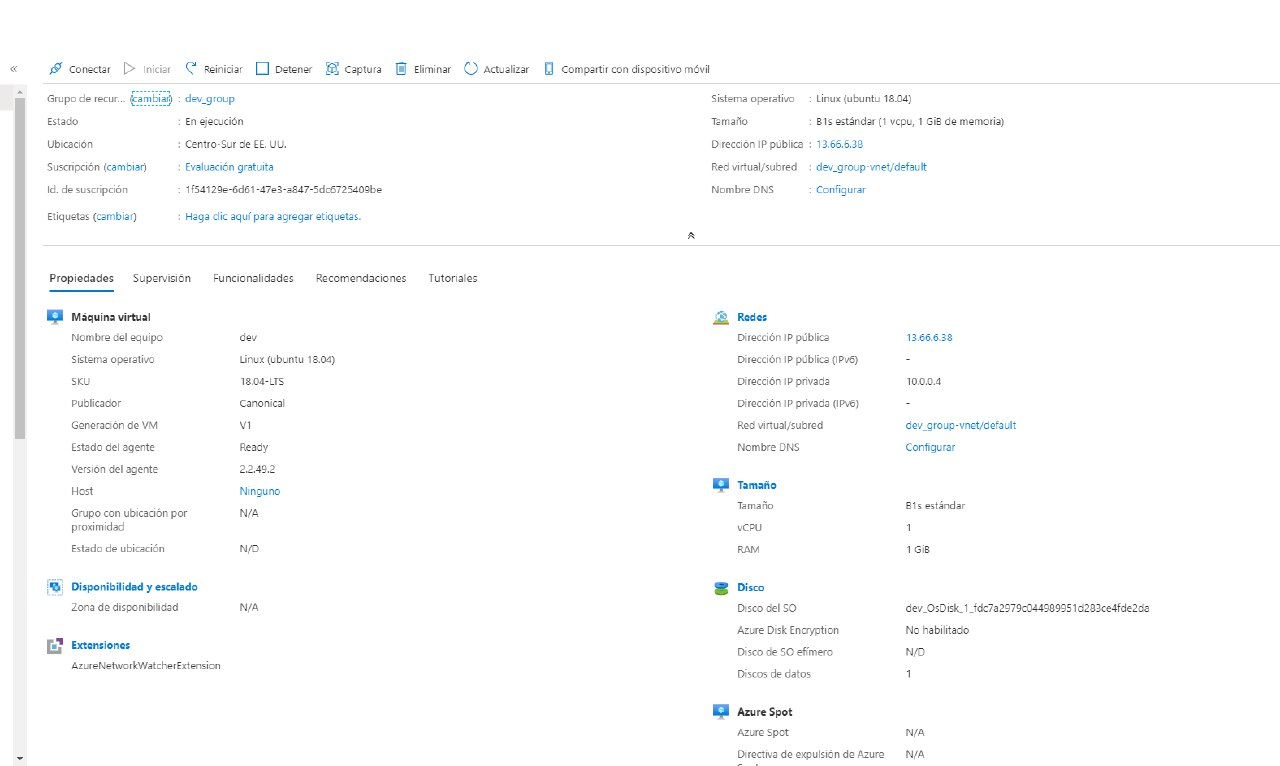 «
Conectar Iniciar Reiniciar Detener Captura Eliminar Actualizar Compartir con dispositivo móvil
Grupo de recur... (cambiar) : dev_group
Estado : En ejecución
Ubicación : Centro-Sur de EE. UU.
Suscripción (cambiar) : Evaluación gratuita
Id. de suscripción : 1f54129e-6d61-47e3-a847-5dc6725409be
Etiquetas (cambiar) : Haga clic aquí para agregar etiquetas.
Sistema operativo : Linux (ubuntu 18.04)
Tamaño : B1s estándar (1 vcpu, 1 GiB de memoria)
Dirección IP pública : 13.66.6.38
Red virtual/subred : dev_group-vnet/default
Nombre DNS : Configurar
Propiedades Supervisión Funcionalidades Recomendaciones Tutoriales
Máquina virtual
Nombre del equipo dev
Sistema operativo Linux (ubuntu 18.04)
SKU 18.04-LTS
Publicador Canonical
Generación de VM V1
Estado del agente Ready
Versión del agente 2.2.49.2
Host Ninguno
Grupo con ubicación por N/A
proximidad
Estado de ubicación N/D
Disponibilidad y escalado
Zona de disponibilidad N/A
Extensiones
AzureNetworkWatcherExtension
Redes
Dirección IP pública 13.66.6.38
Dirección IP pública (IPv6) -
Dirección IP privada 10.0.0.4
Dirección IP privada (IPv6) -
Red virtual/subred dev_group-vnet/default
Nombre DNS Configurar
Tamaño
Tamaño B1s estándar
vCPU 1
RAM 1 GiB
Disco
Disco del SO dev_OsDisk_1_fdc7a2979c044989951d283ce4fde2da
Azure Disk Encryption No habilitado
Disco de SO efímero N/D
Discos de datos 1
Azure Spot
Azure Spot N/A
Directiva de expulsión de Azure N/A